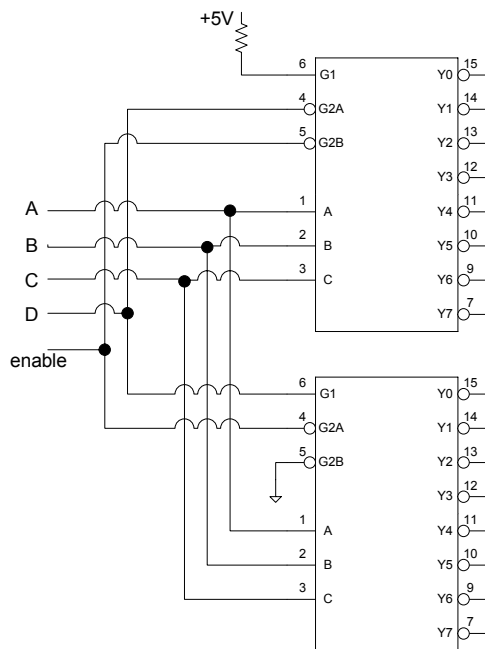 +5V
6 G1 Y0 15
4 G2A Y1 14
5 G2B Y2 13
Y3 12
A 1 A Y4 11
B 2 B Y5 10
C 3 C Y6 9
D Y7 7
enable
6 G1 Y0 15
4 G2A Y1 14
5 G2B Y2 13
Y3 12
1 A Y4 11
2 B Y5 10
3 C Y6 9
Y7 7